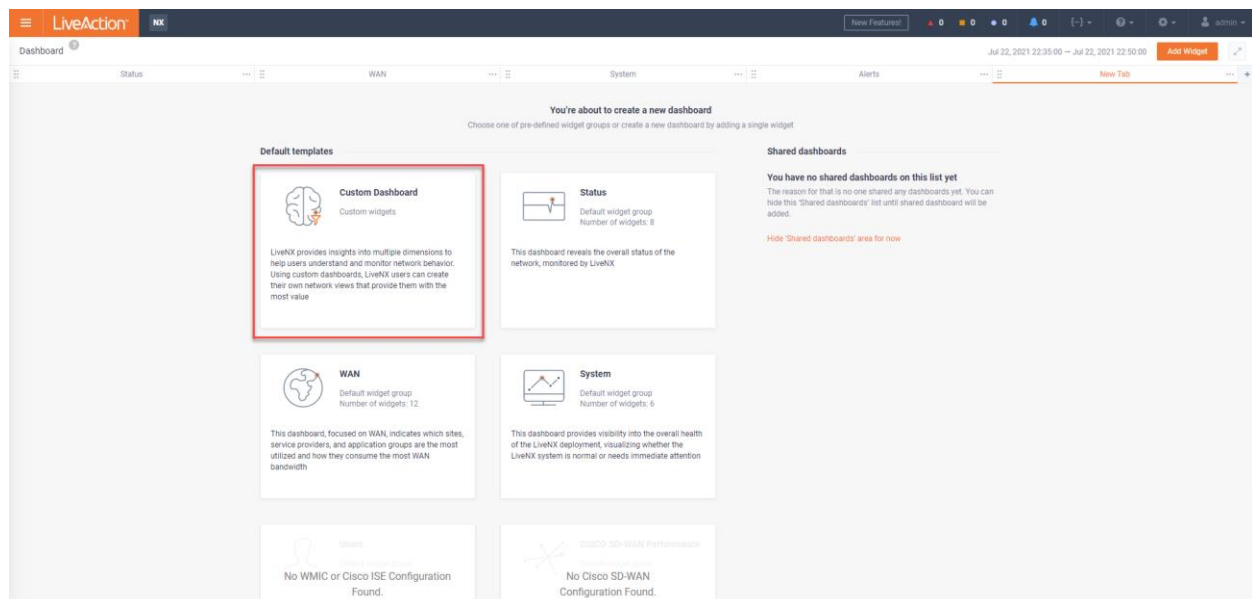 LiveAction NX New Features! 0 0 0 0 [--] admin
Dashboard Jul 22, 2021 22:35:00 — Jul 22, 2021 22:50:00 Add Widget
Status WAN System Alerts New Tab
You're about to create a new dashboard
Choose one of pre-defined widget groups or create a new dashboard by adding a single widget
Default templates
Custom Dashboard
Custom widgets
LiveNX provides insights into multiple dimensions to
help users understand and monitor network behavior.
Using custom dashboards, LiveNX users can create
their own network views that provide them with the
most value
Status
Default widget group
Number of widgets: 8
This dashboard reveals the overall status of the
network, monitored by LiveNX
WAN
Default widget group
Number of widgets: 12
This dashboard, focused on WAN, indicates which sites,
service providers, and application groups are the most
utilized and how they consume the most WAN
bandwidth
System
Default widget group
Number of widgets: 6
This dashboard provides visibility into the overall health
of the LiveNX deployment, visualizing whether the
LiveNX system is normal or needs immediate attention
Users
No WMIC or Cisco ISE Configuration
Found.
CISCO SD-WAN Performance
No Cisco SD-WAN
Configuration Found.
Shared dashboards
You have no shared dashboards on this list yet
The reason for that is no one shared any dashboards yet. You can
hide this 'Shared dashboards' list until shared dashboard will be
added.
Hide 'Shared dashboards' area for now